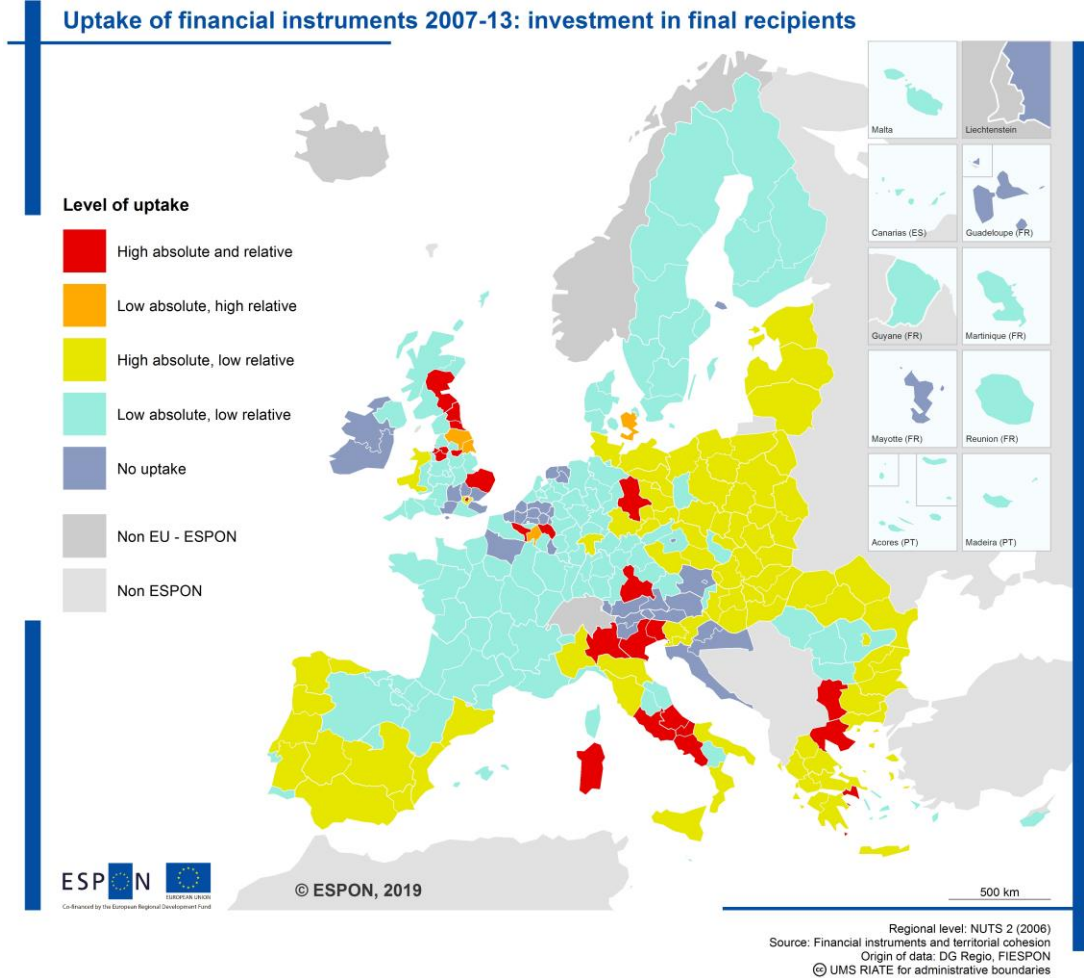 Uptake of financial instruments 2007-13: investment in final recipients
Level of uptake
High absolute and relative
Low absolute, high relative
High absolute, low relative
Low absolute, low relative
No uptake
Non EU - ESPON
Non ESPON
Malta
Liechtenstein
Canarias (ES)
Guadeloupe (FR)
Guyane (FR)
Martinique (FR)
Mayotte (FR)
Reunion (FR)
Acores (PT)
Madeira (PT)
ESPON
EUROPEAN UNION
Co-financed by the European Regional Development Fund
© ESPON, 2019
500 km
Regional level: NUTS 2 (2006)
Source: Financial instruments and territorial cohesion
Origin of data: DG Regio, FIESPON
(cc) UMS RIATE for administrative boundaries